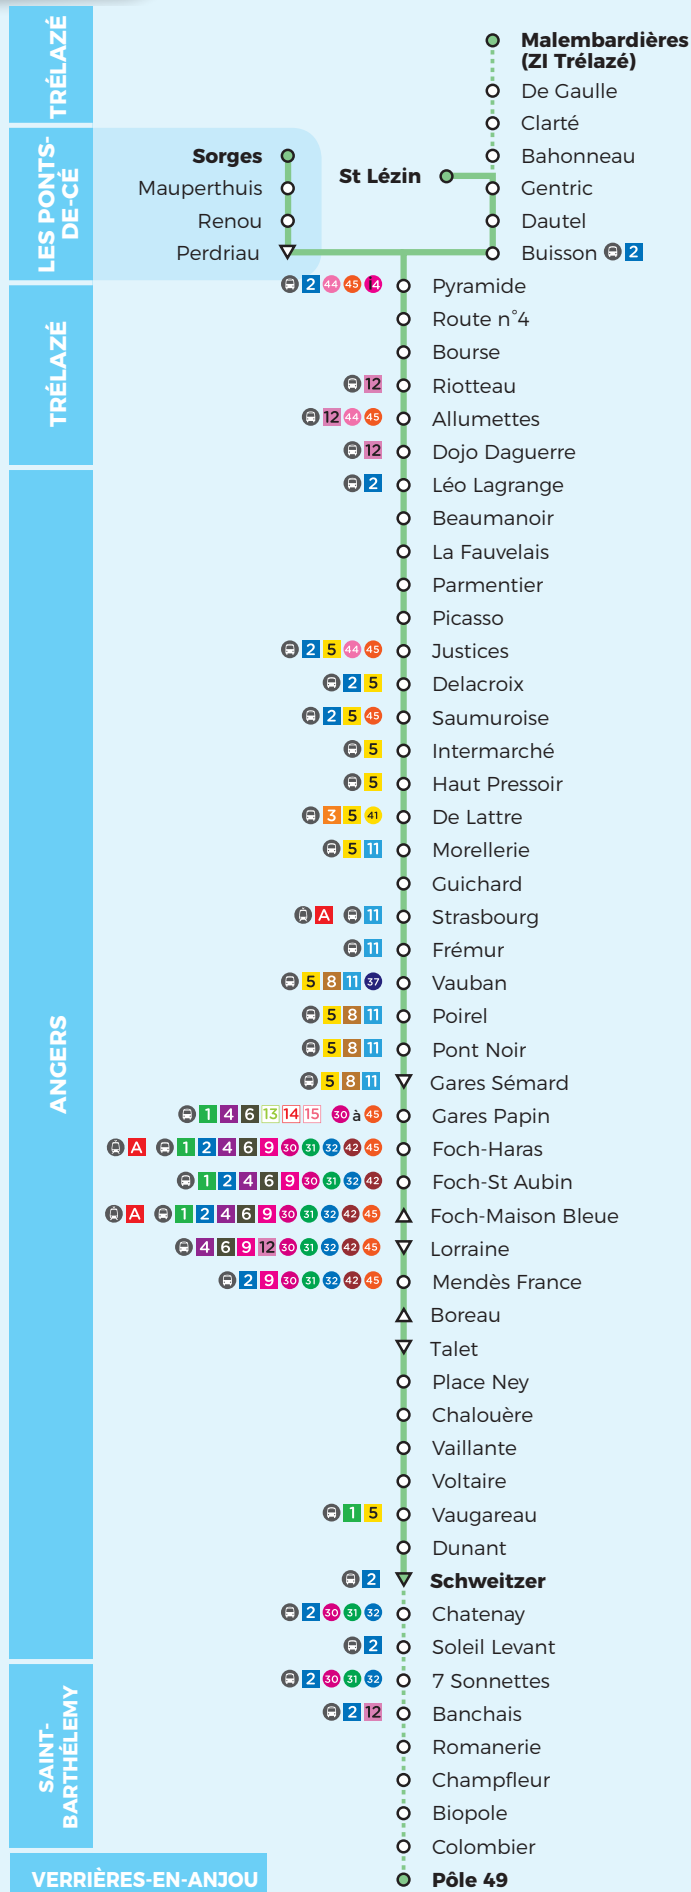 TRÉLAZÉ
Malembardières
(ZI Trélazé)
De Gaulle
Clarté
LES PONTS-
DE-CÉ
Sorges
Bahonneau
St Lézin
Mauperthuis
Gentric
Renou
Dautel
Perdriau
Buisson 2
TRÉLAZÉ
2 44 45 i4 Pyramide
Route n°4
Bourse
12 Riotteau
12 44 45 Allumettes
12 Dojo Daguerre
ANGERS
2 Léo Lagrange
Beaumanoir
La Fauvelais
Parmentier
Picasso
2 5 44 45 Justices
2 5 Delacroix
2 5 45 Saumuroise
5 Intermarché
5 Haut Pressoir
3 5 41 De Lattre
5 11 Morellerie
Guichard
A 11 Strasbourg
11 Frémur
5 8 11 37 Vauban
5 8 11 Poirel
5 8 11 Pont Noir
5 8 11 Gares Sémard
1 4 6 13 14 15 30 à 45 Gares Papin
A 1 2 4 6 9 30 31 32 42 45 Foch-Haras
1 2 4 6 9 30 31 32 42 Foch-St Aubin
A 1 2 4 6 9 30 31 32 42 45 Foch-Maison Bleue
4 6 9 12 30 31 32 42 45 Lorraine
2 9 30 31 32 42 45 Mendès France
Boreau
Talet
Place Ney
Chalouère
Vaillante
Voltaire
1 5 Vaugareau
Dunant
2 Schweitzer
2 30 31 32 Chatenay
2 Soleil Levant
SAINT-
BARTHÉLEMY
2 30 31 32 7 Sonnettes
2 12 Banchais
Romanerie
Champfleur
Biopole
Colombier
VERRIÈRES-EN-ANJOU
Pôle 49